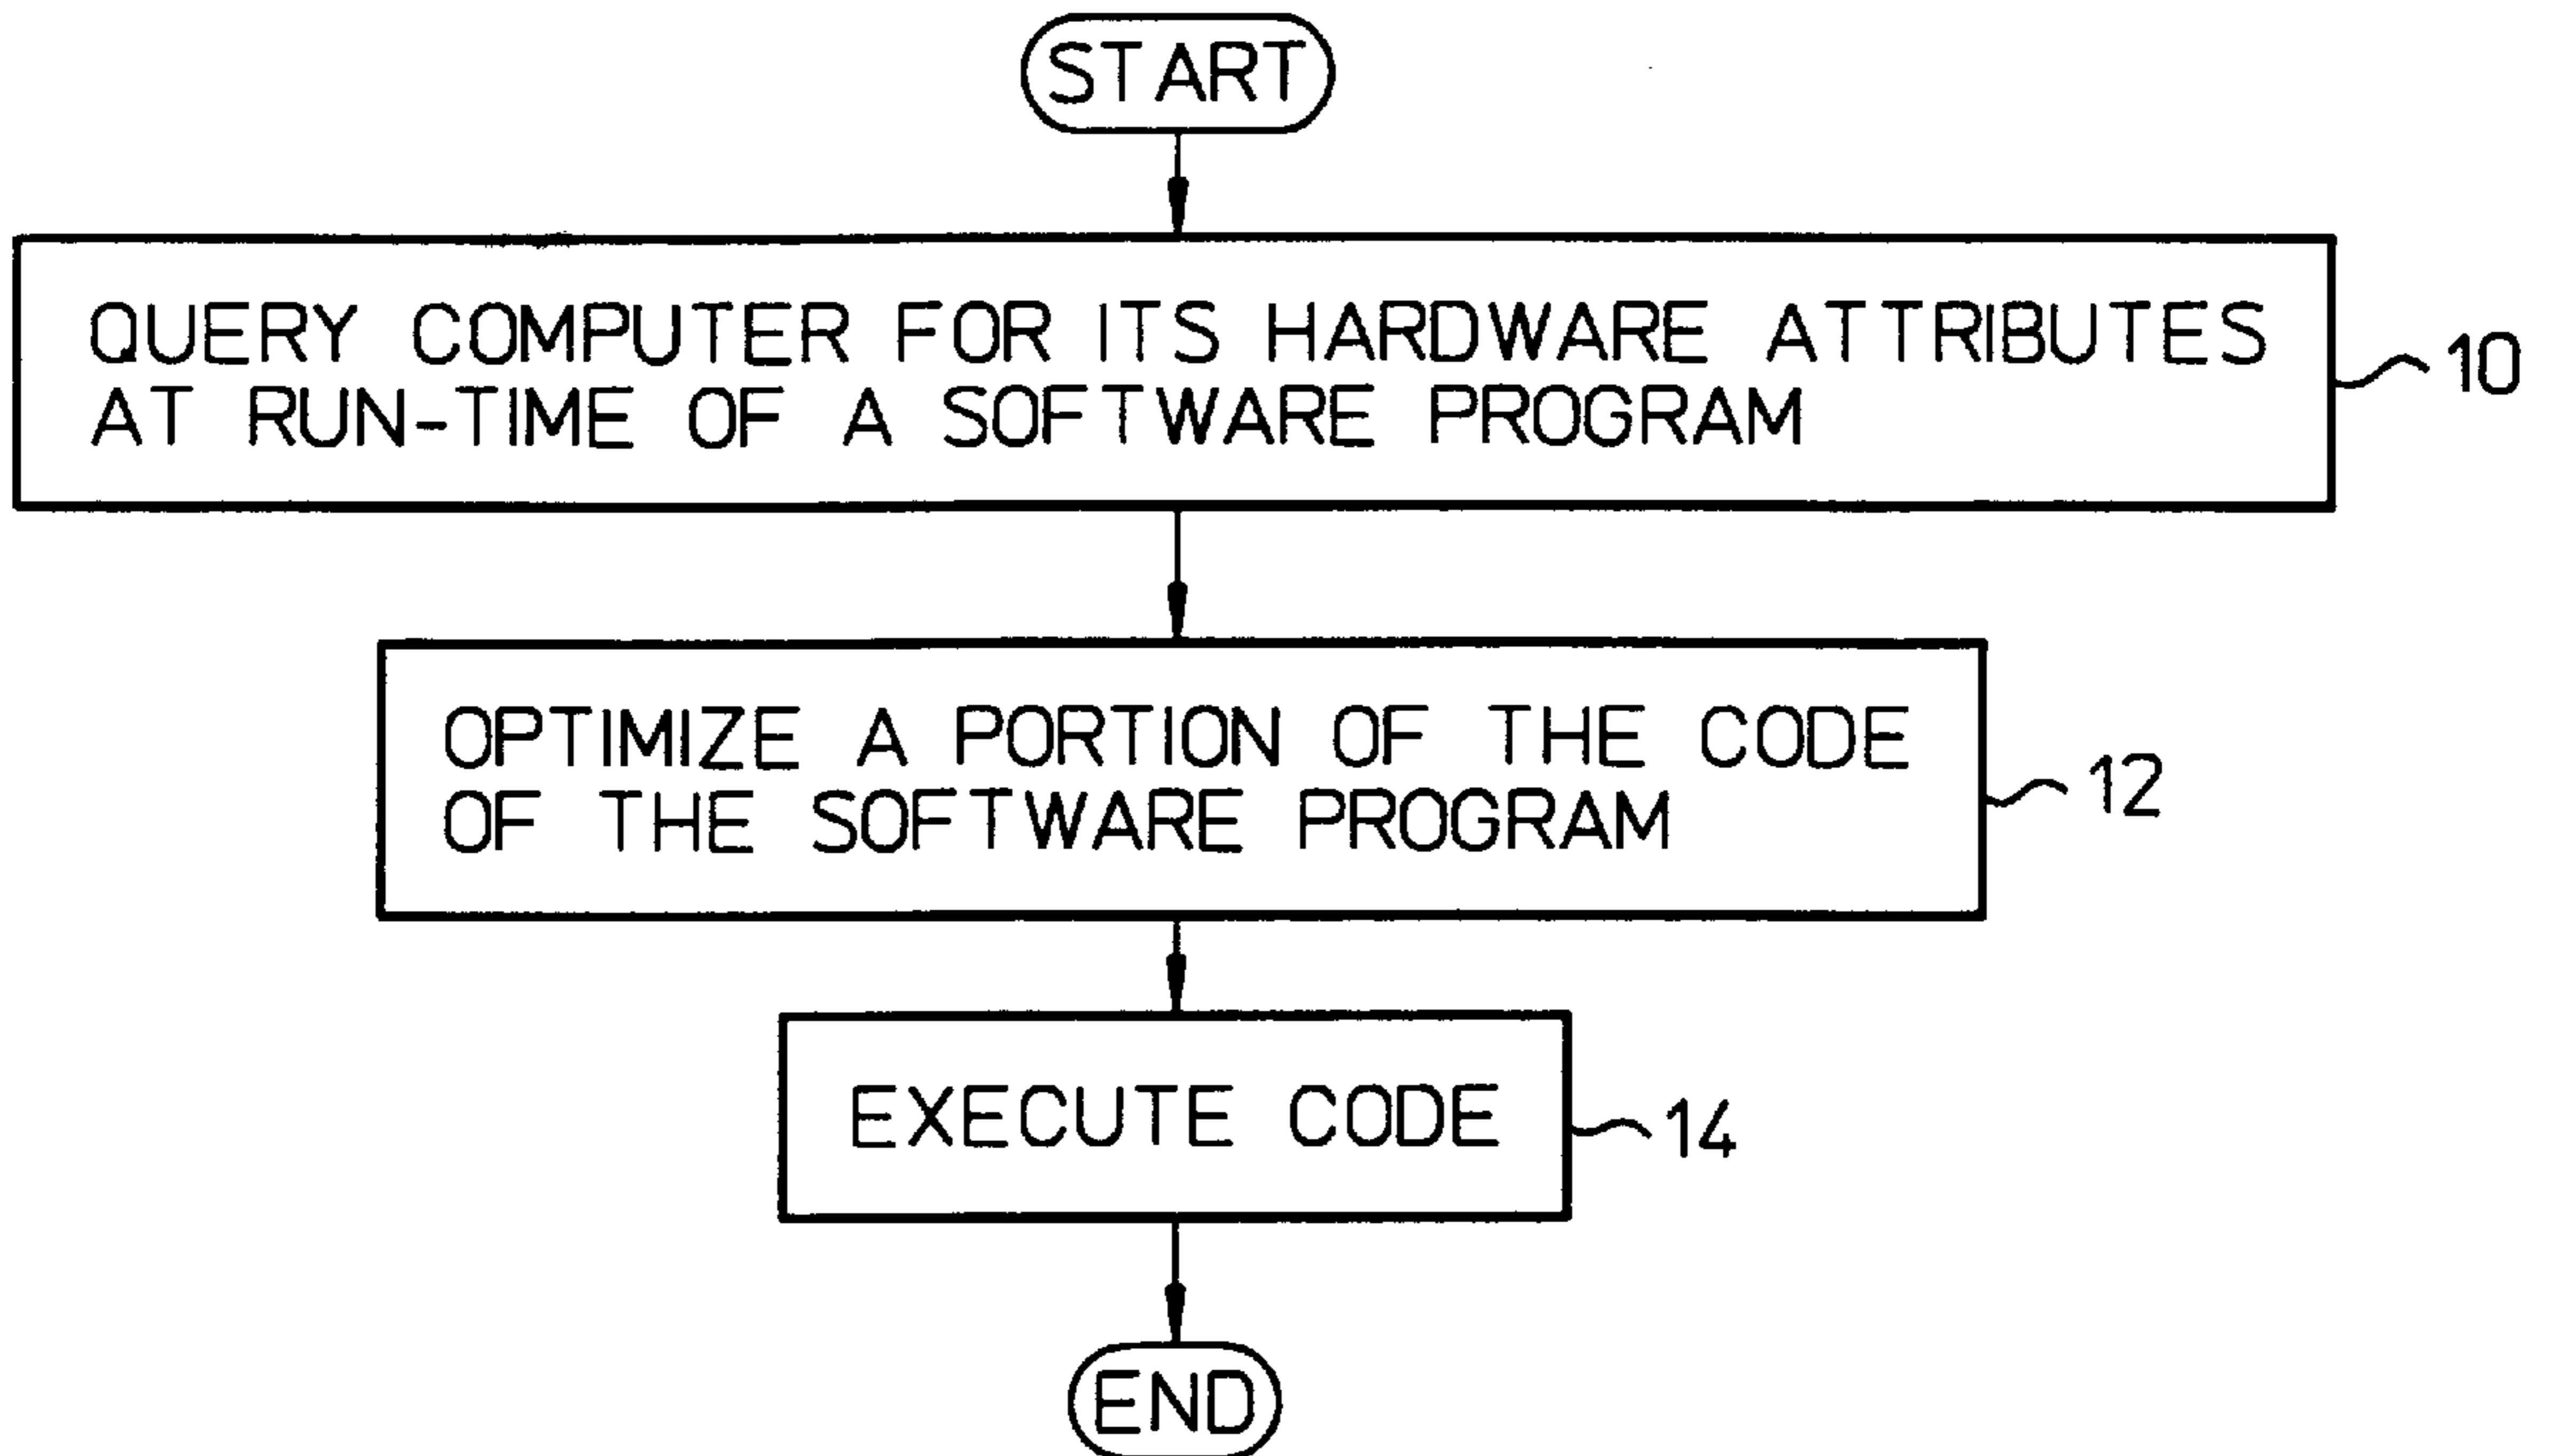 START
QUERY COMPUTER FOR ITS HARDWARE ATTRIBUTES
AT RUN-TIME OF A SOFTWARE PROGRAM
10
OPTIMIZE A PORTION OF THE CODE
OF THE SOFTWARE PROGRAM
12
EXECUTE CODE
14
END